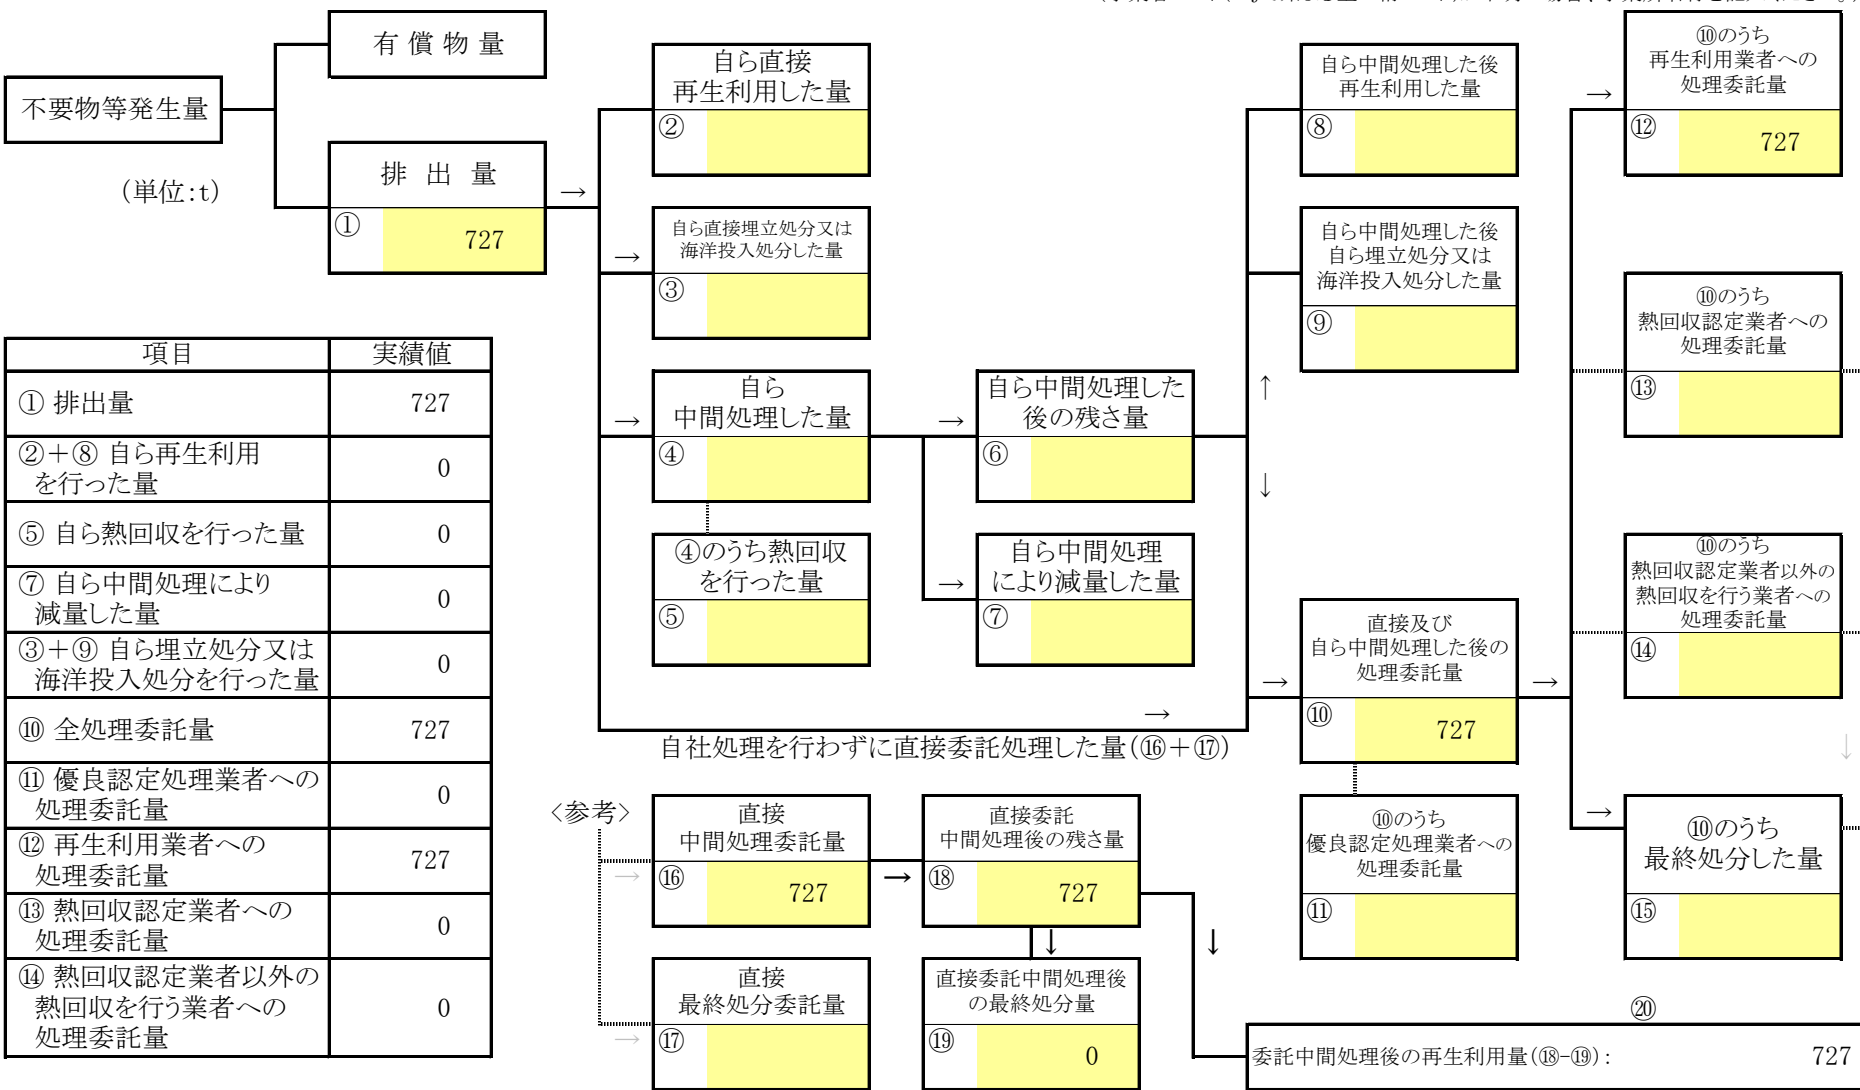 有 償 物 量
不要物等発生量
(単位:t)
排 出 量
→
①
727
自ら直接
再生利用した量
②
→
自ら直接埋立処分又は
海洋投入処分した量
③
→
自ら
中間処理した量
④
④のうち熱回収
を行った量
⑤
→
自ら中間処理した
後の残さ量
⑥
→
自ら中間処理
により減量した量
⑦
↑
↓
自ら中間処理した後
再生利用した量
⑧
自ら中間処理した後
自ら埋立処分又は
海洋投入処分した量
⑨
→
直接及び
自ら中間処理した後の
処理委託量
⑩
727
→
⑩のうち
優良認定処理業者への
処理委託量
⑪
→
⑩のうち
再生利用業者への
処理委託量
⑫
727
⑩のうち
熱回収認定業者への
処理委託量
⑬
⑩のうち
熱回収認定業者以外の
熱回収を行う業者への
処理委託量
⑭
↓
→
⑩のうち
最終処分した量
⑮
→
自社処理を行わずに直接委託処理した量(⑯+⑰)
<参考>
→
直接
中間処理委託量
⑯
727
→
直接委託
中間処理後の残さ量
⑱
727
↓
↓
→
直接
最終処分委託量
⑰
直接委託中間処理後
の最終処分量
⑲
0
⑳
委託中間処理後の再生利用量(⑱-⑲):
727
項目 実績値
① 排出量 727
②+⑧ 自ら再生利用
を行った量 0
⑤ 自ら熱回収を行った量 0
⑦ 自ら中間処理により
減量した量 0
③+⑨ 自ら埋立処分又は
海洋投入処分を行った量 0
⑩ 全処理委託量 727
⑪ 優良認定処理業者への
処理委託量 0
⑫ 再生利用業者への
処理委託量 727
⑬ 熱回収認定業者への
処理委託量 0
⑭ 熱回収認定業者以外の
熱回収を行う業者への
処理委託量 0